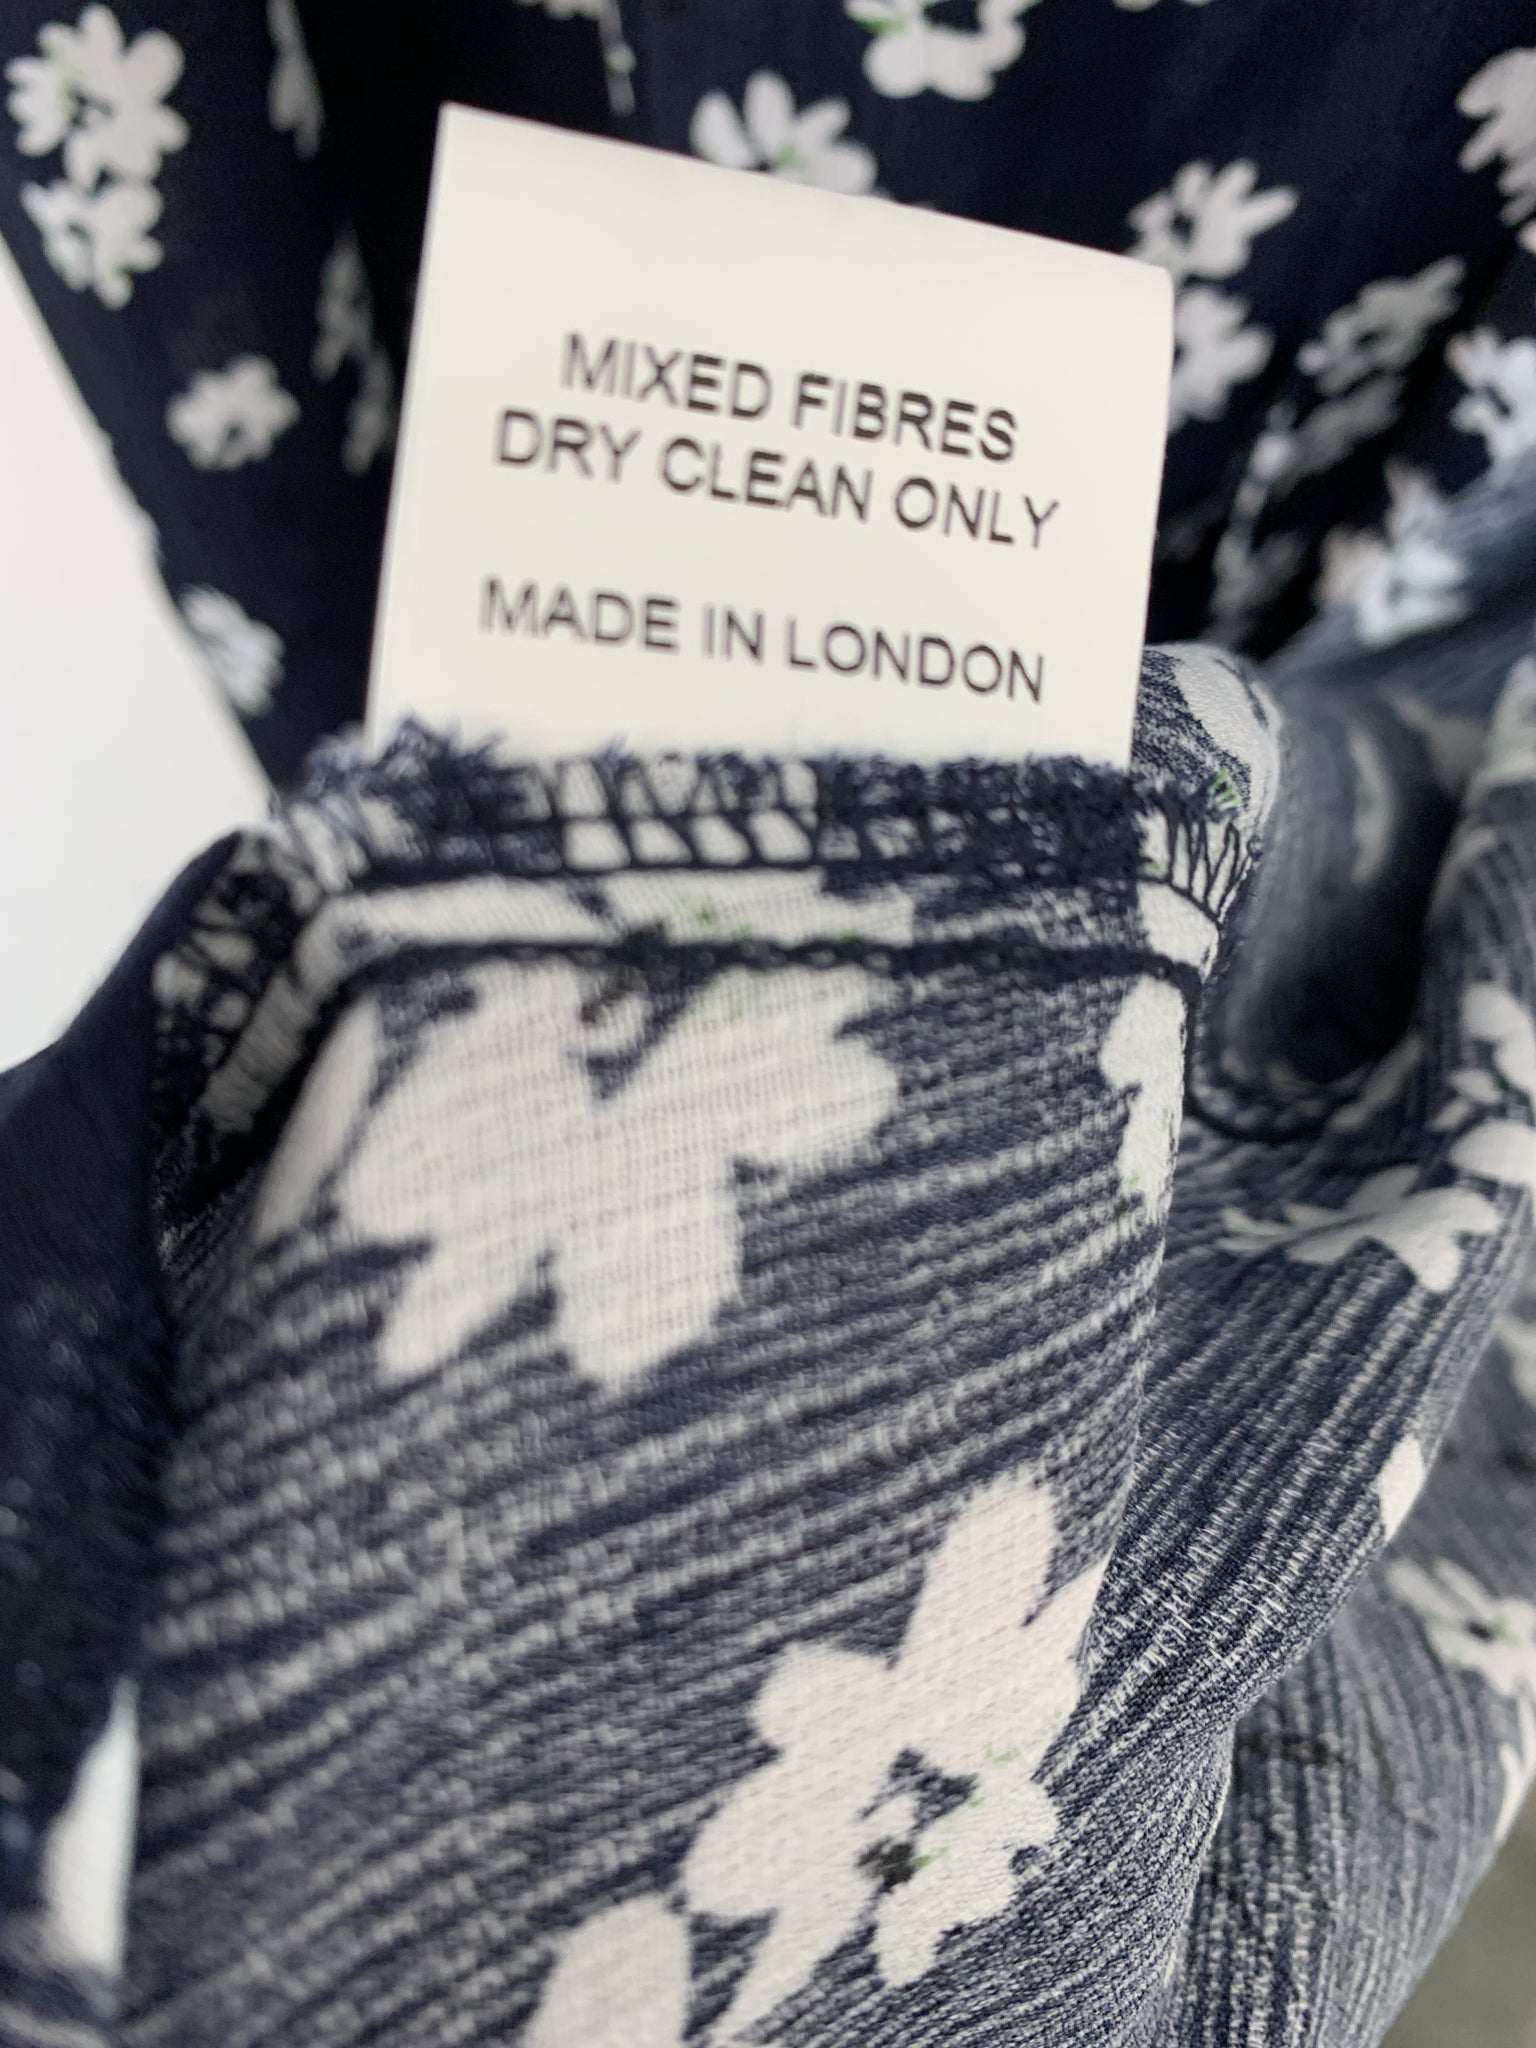 MIXED FIBRES
DRY CLEAN ONLY
MADE IN LONDON